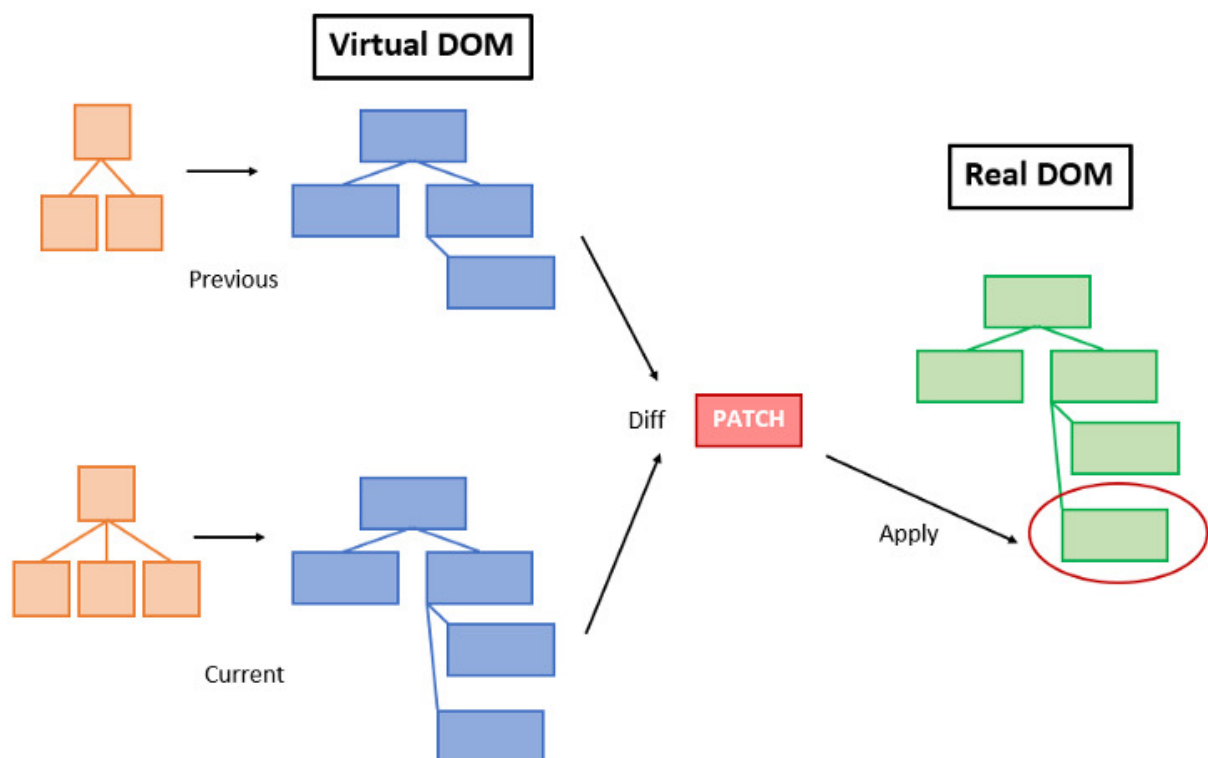 Virtual DOM
Real DOM
Previous
Diff
PATCH
Apply
Current